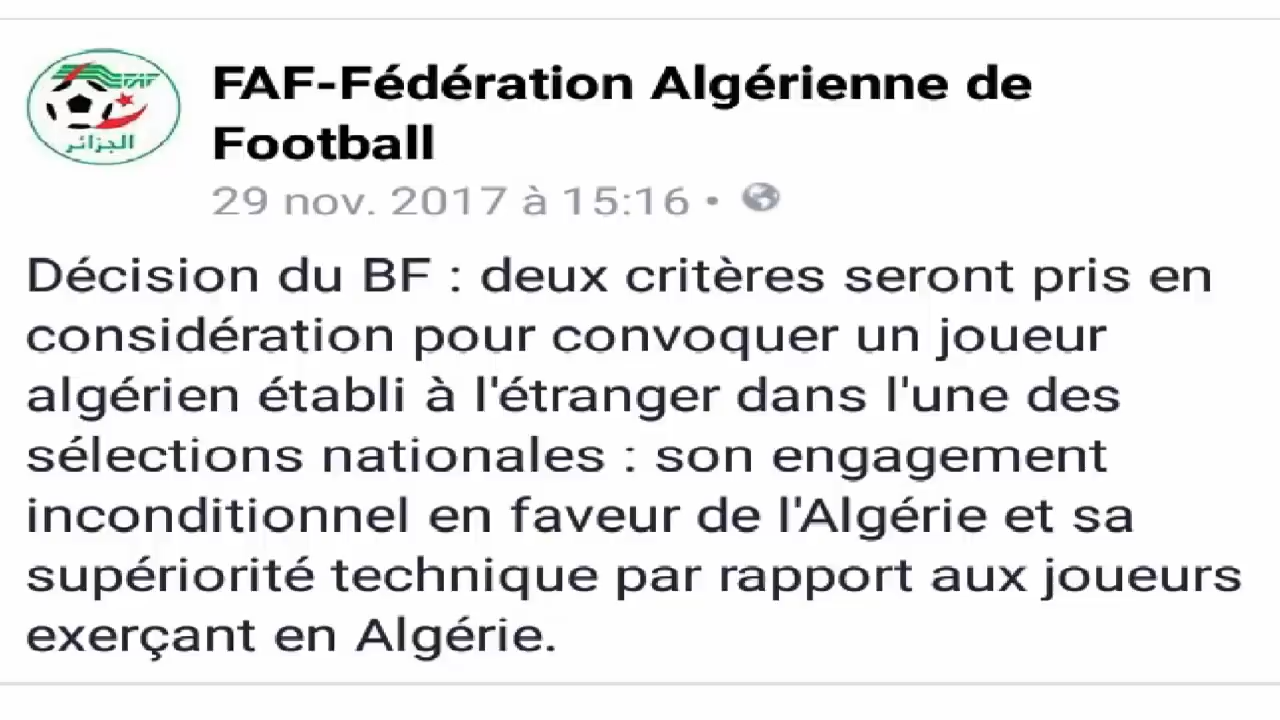 FAF
الجزائر
FAF-Fédération Algérienne de
Football
29 nov. 2017 à 15:16 •
Décision du BF : deux critères seront pris en
considération pour convoquer un joueur
algérien établi à l'étranger dans l'une des
sélections nationales : son engagement
inconditionnel en faveur de l'Algérie et sa
supériorité technique par rapport aux joueurs
exerçant en Algérie.